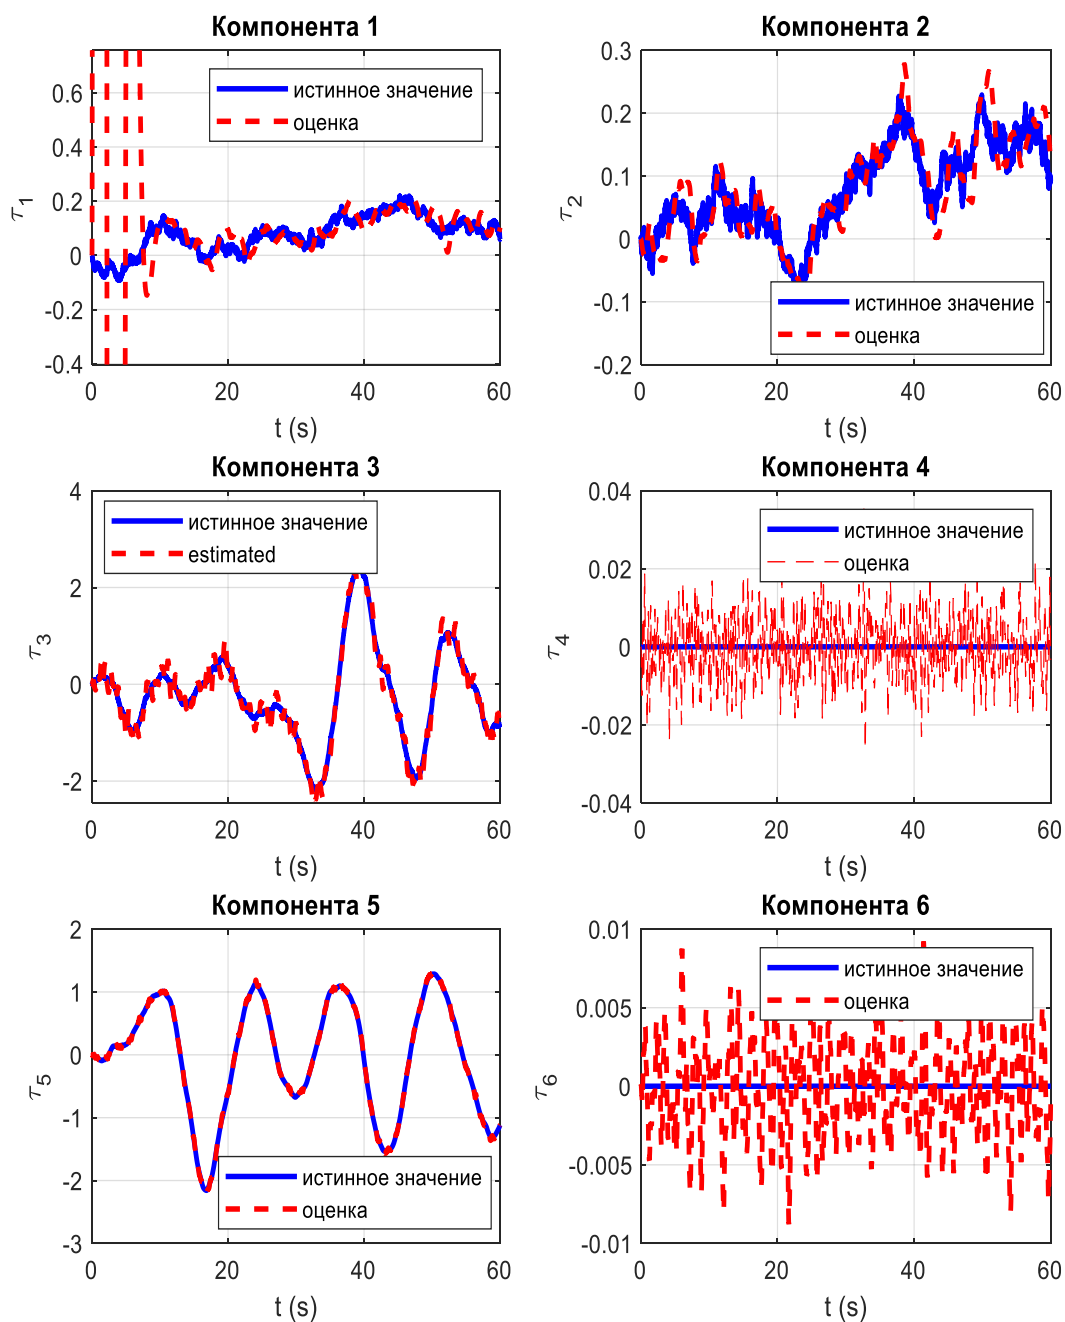 Компонента 1
0.6
0.4
0.2
0
-0.2
-0.4
τ1
истинное значение
оценка
0 20 40 60
t (s)
Компонента 2
0.3
0.2
0.1
0
-0.1
-0.2
τ2
истинное значение
оценка
0 20 40 60
t (s)
Компонента 3
4
2
0
-2
τ3
истинное значение
estimated
0 20 40 60
t (s)
Компонента 4
0.04
0.02
0
-0.02
-0.04
τ4
истинное значение
оценка
0 20 40 60
t (s)
Компонента 5
2
1
0
-1
-2
-3
τ5
истинное значение
оценка
0 20 40 60
t (s)
Компонента 6
0.01
0.005
0
-0.005
-0.01
τ6
истинное значение
оценка
0 20 40 60
t (s)